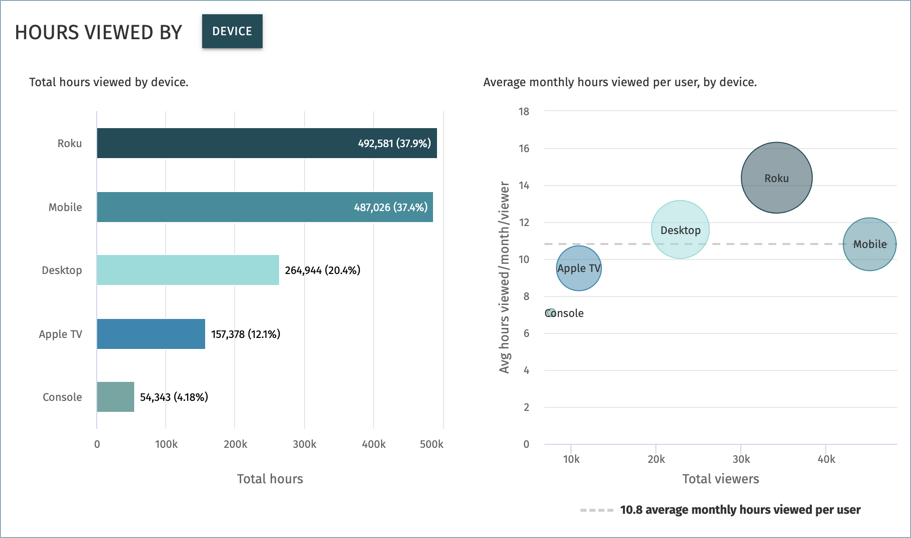 HOURS VIEWED BY DEVICE
Total hours viewed by device.
Roku
492,581 (37.9%)
Mobile
487,026 (37.4%)
Desktop
264,944 (20.4%)
Apple TV
157,378 (12.1%)
Console
54,343 (4.18%)
0 100k 200k 300k 400k 500k
Total hours
Average monthly hours viewed per user, by device.
Avg hours viewed/month/viewer
18
16
14
12
10
8
6
4
2
0
Roku
Desktop
Mobile
Apple TV
Console
10k 20k 30k 40k
Total viewers
10.8 average monthly hours viewed per user